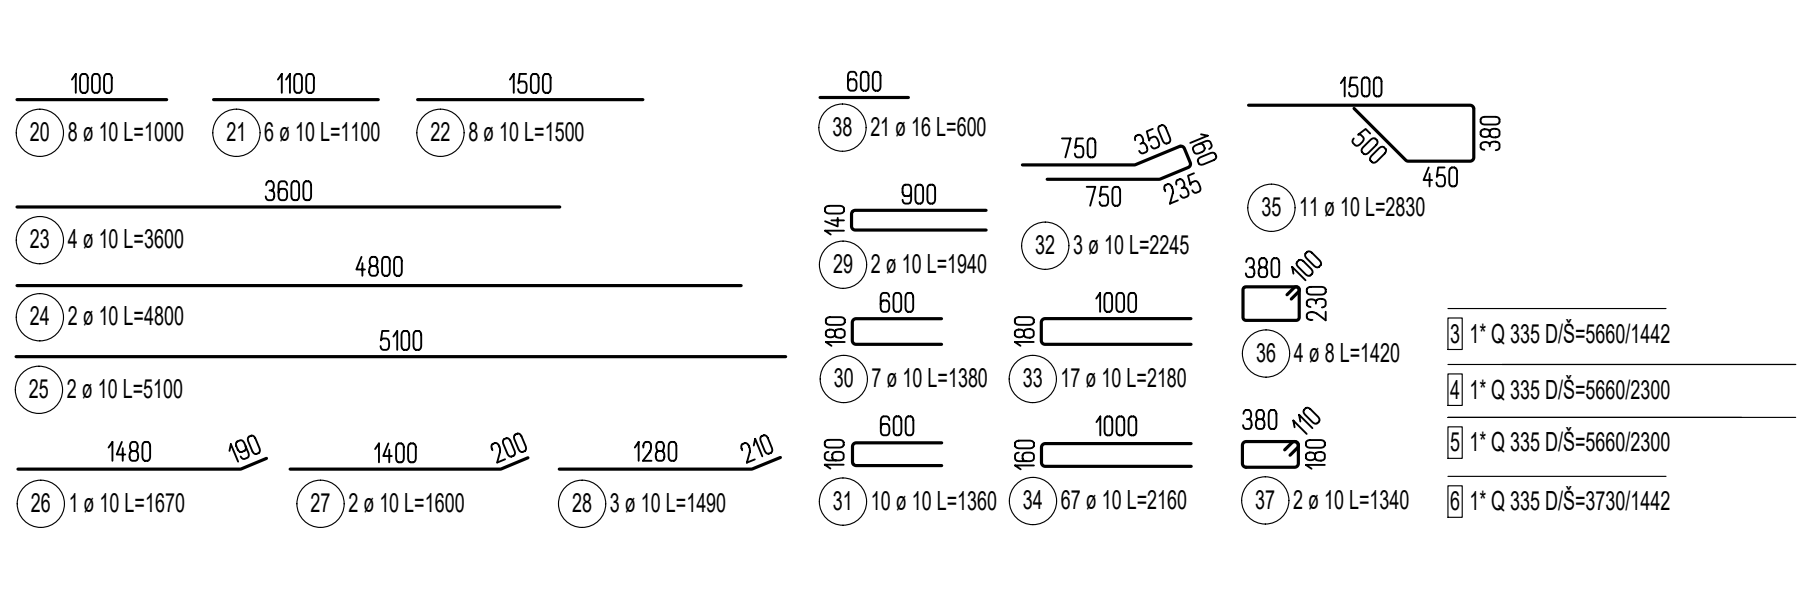 1000
20 8 ø 10 L=1000
1100
21 6 ø 10 L=1100
1500
22 8 ø 10 L=1500
3600
23 4 ø 10 L=3600
4800
24 2 ø 10 L=4800
5100
25 2 ø 10 L=5100
1480 190
26 1 ø 10 L=1670
1400 200
27 2 ø 10 L=1600
1280 210
28 3 ø 10 L=1490
600
38 21 ø 16 L=600
900
140
29 2 ø 10 L=1940
600
180
30 7 ø 10 L=1380
600
160
31 10 ø 10 L=1360
750 350 160
750 235
32 3 ø 10 L=2245
1000
180
33 17 ø 10 L=2180
1000
160
34 67 ø 10 L=2160
1500
500 380
450
35 11 ø 10 L=2830
380 100
230
36 4 ø 8 L=1420
380 110
180
37 2 ø 10 L=1340
3 1* Q 335 D/Š=5660/1442
4 1* Q 335 D/Š=5660/2300
5 1* Q 335 D/Š=5660/2300
6 1* Q 335 D/Š=3730/1442